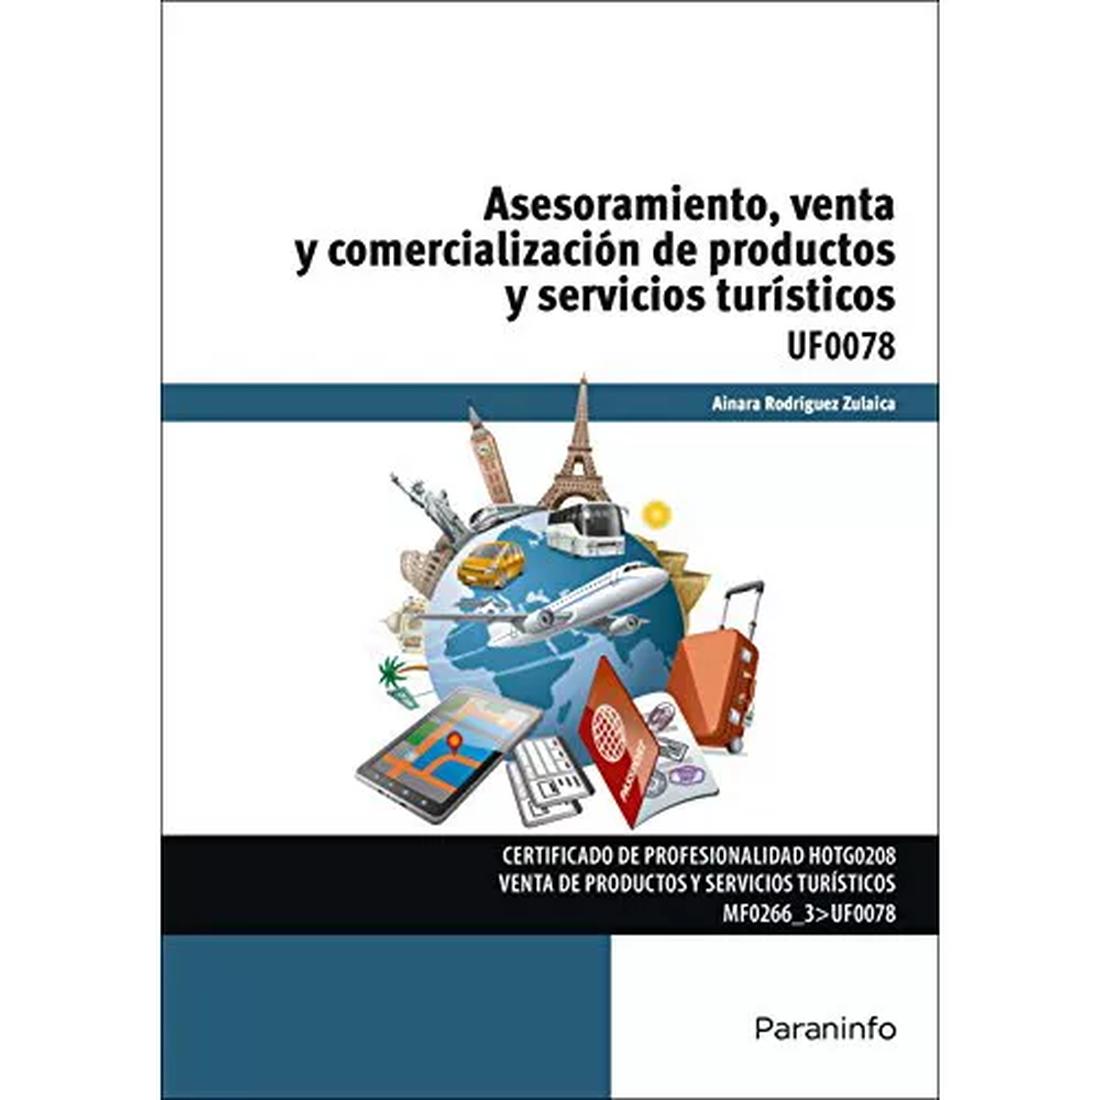 Asesoramiento, venta
y comercialización de productos
y servicios turísticos
UF0078
Ainara Rodríguez Zulaica
PASSPORT
CERTIFICADO DE PROFESIONALIDAD HOTG0208
VENTA DE PRODUCTOS Y SERVICIOS TURÍSTICOS
MF0266_3>UF0078
Paraninfo